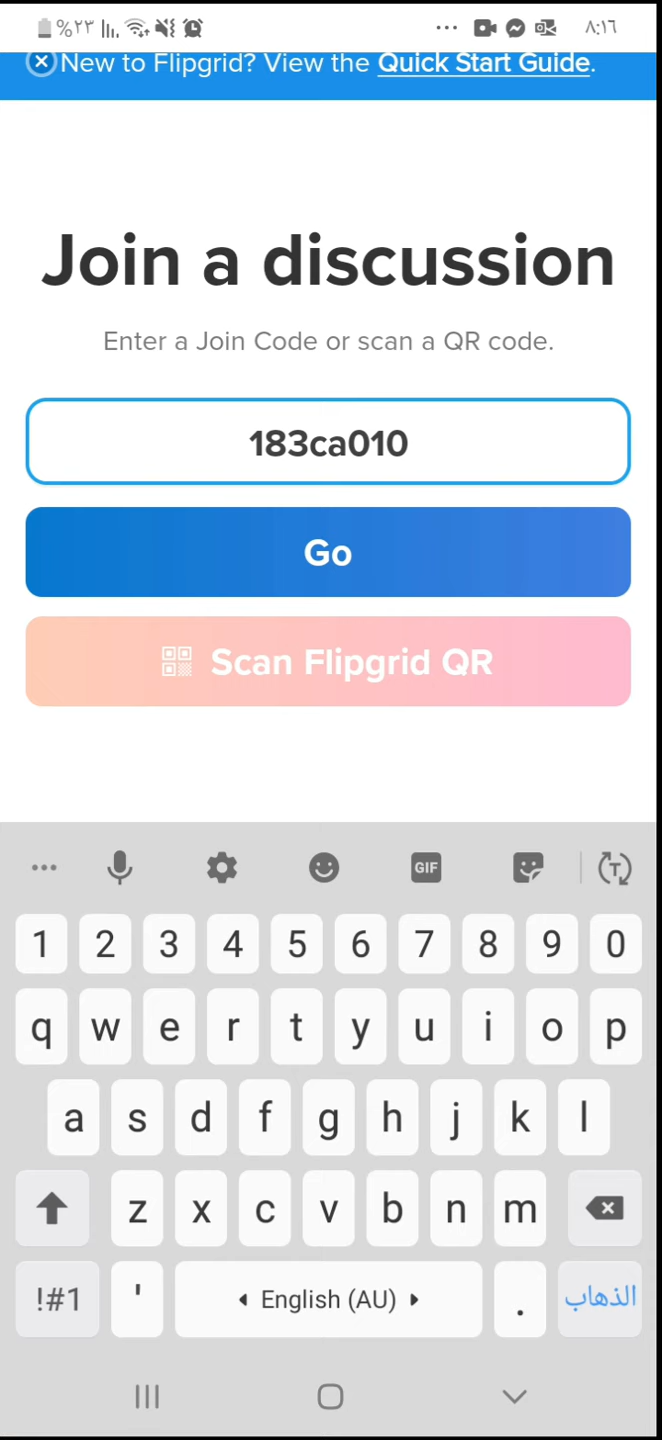 %٢٣ ٨:١٦
New to Flipgrid? View the Quick Start Guide.
Join a discussion
Enter a Join Code or scan a QR code.
183ca010
Go
Scan Flipgrid QR
GIF
T
1 2 3 4 5 6 7 8 9 0
q w e r t y u i o p
a s d f g h j k l
z x c v b n m
!#1 ' English (AU) . الذهاب